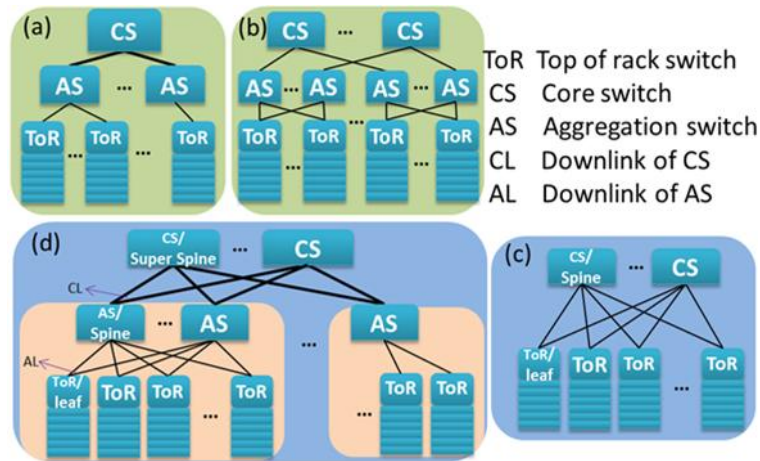 (a)
CS
AS ... AS
ToR ... ToR ... ToR
(b)
CS ... CS
AS ... AS ... AS ... AS
...
ToR ToR ToR ToR
... ... ...
ToR Top of rack switch
CS Core switch
AS Aggregation switch
CL Downlink of CS
AL Downlink of AS
(d)
CS/
Super Spine ... CS
CL
AS/
Spine ... AS ... AS
AL
ToR/
leaf ToR ToR ... ToR ... ToR ToR
(c)
CS/
Spine ... CS
ToR/
leaf ToR ToR ... ToR